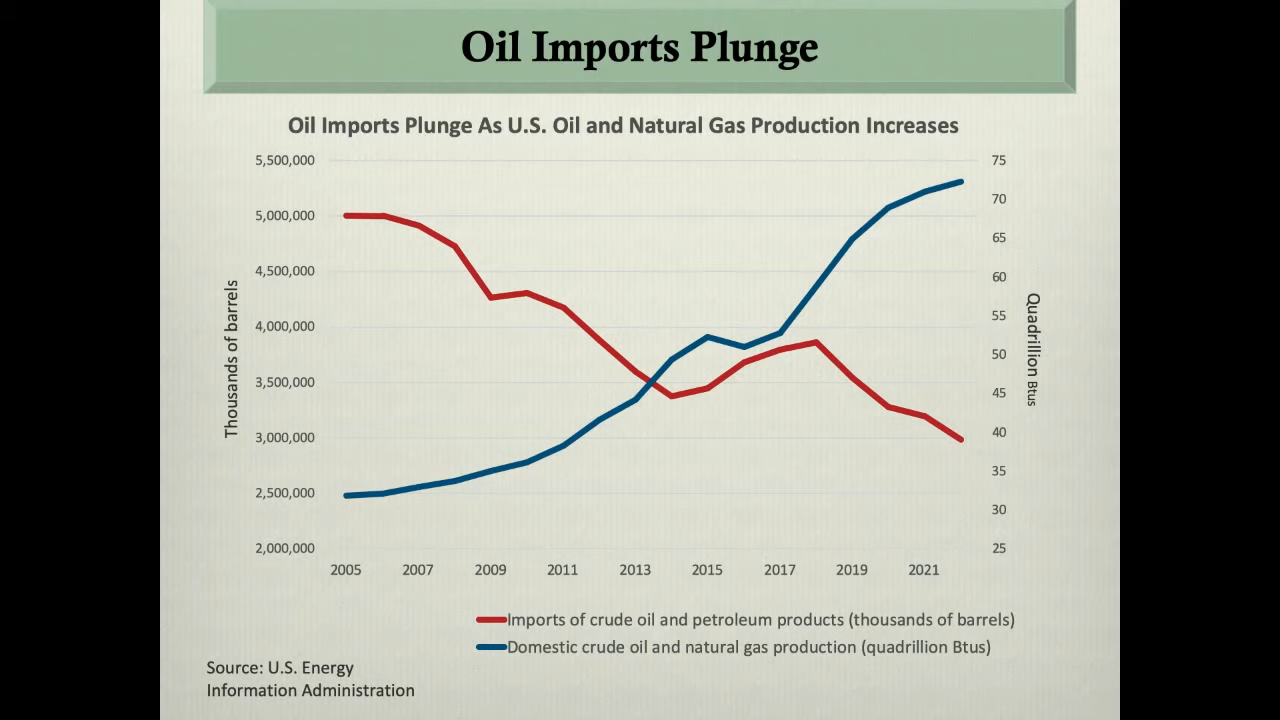 Oil Imports Plunge
Oil Imports Plunge As U.S. Oil and Natural Gas Production Increases
5,500,000
5,000,000
4,500,000
4,000,000
3,500,000
3,000,000
2,500,000
2,000,000
Thousands of barrels
75
70
65
60
55
50
45
40
35
30
25
Quadrillion Btus
2005 2007 2009 2011 2013 2015 2017 2019 2021
Imports of crude oil and petroleum products (thousands of barrels)
Domestic crude oil and natural gas production (quadrillion Btus)
Source: U.S. Energy
Information Administration